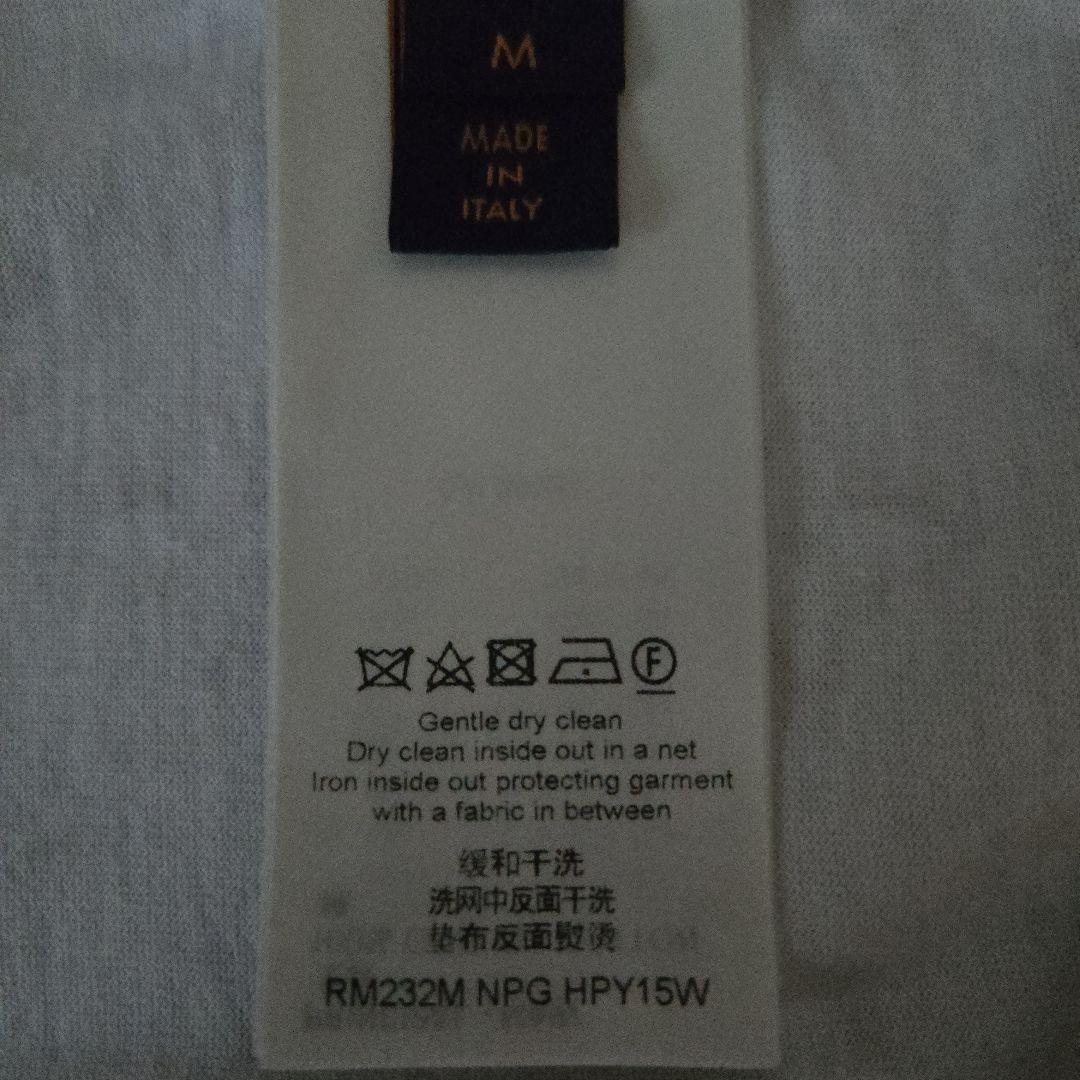 M
MADE
IN
ITALY
F
Gentle dry clean
Dry clean inside out in a net
Iron inside out protecting garment
with a fabric in between
缓和干洗
洗网中反面干洗
垫布反面熨烫
RM232M NPG HPY15W